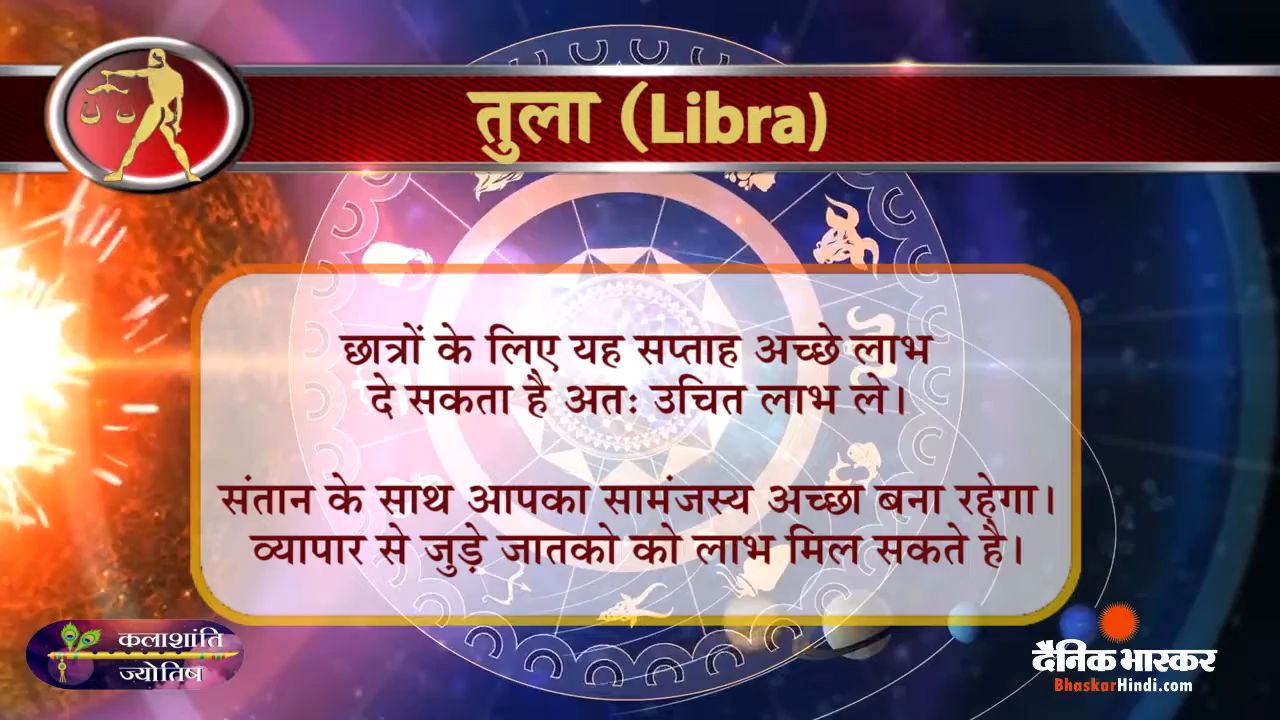 तुला (Libra)
छात्रों के लिए यह सप्ताह अच्छे लाभ
दे सकता है अतः उचित लाभ ले।
संतान के साथ आपका सामंजस्य अच्छा बना रहेगा।
व्यापार से जुड़े जातको को लाभ मिल सकते है।
कलाशांति
ज्योतिष
दैनिक भास्कर
BhaskarHindi.com